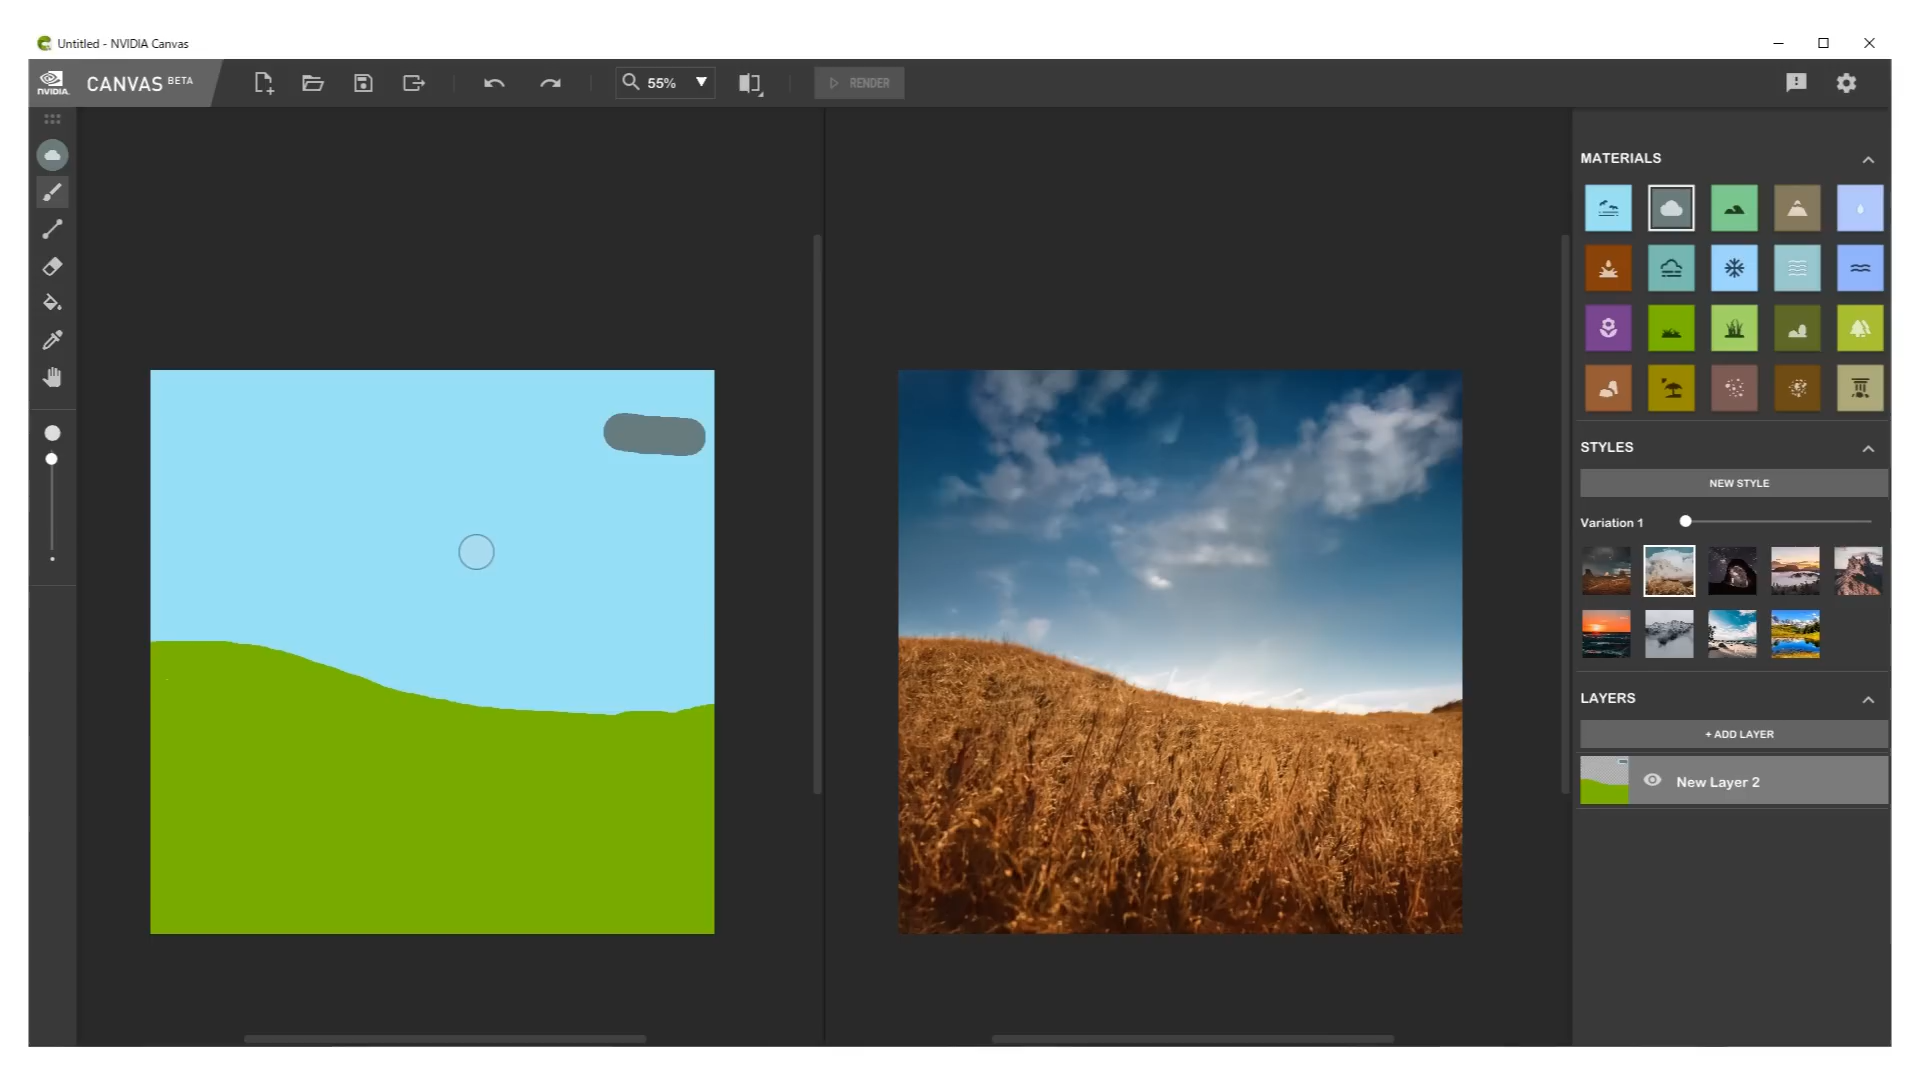 Untitled - NVIDIA Canvas
NVIDIA.
CANVAS BETA
55%
RENDER
MATERIALS
STYLES
NEW STYLE
Variation 1
LAYERS
+ ADD LAYER
New Layer 2